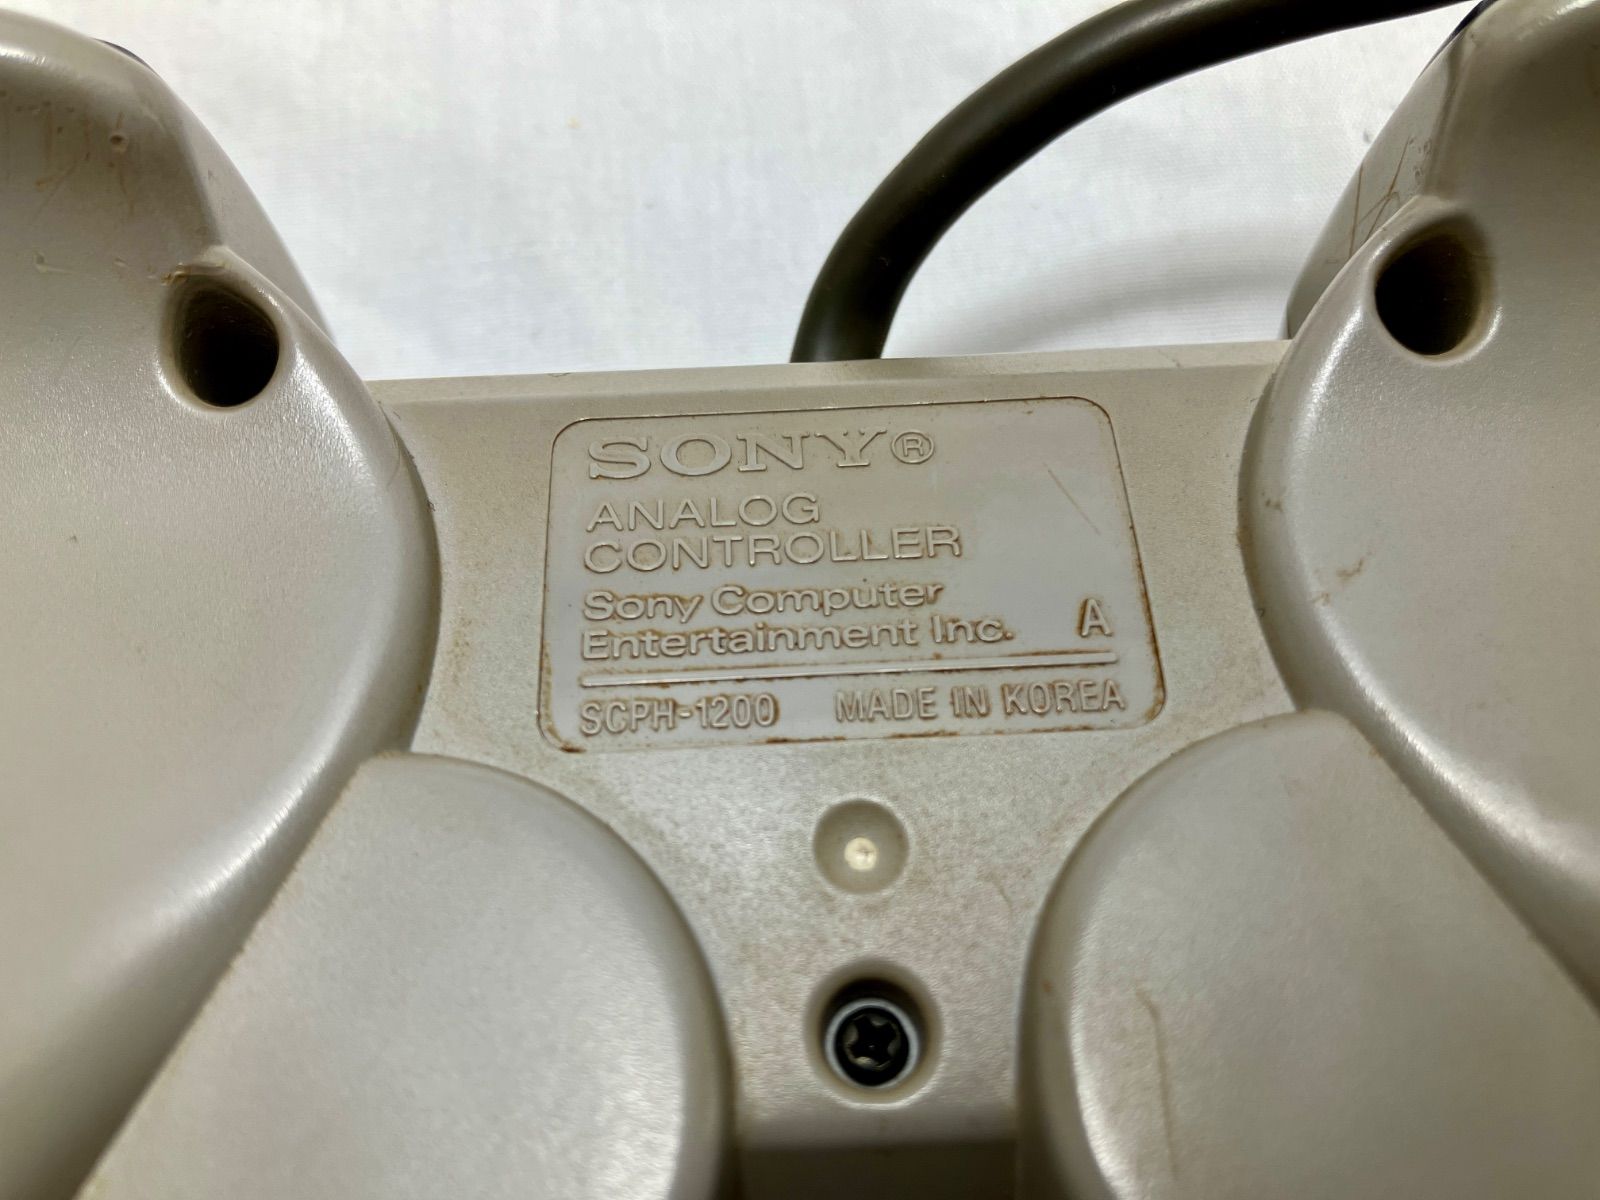 SONY®
ANALOG
CONTROLLER
Sony Computer
Entertainment Inc. A
SCPH-1200 MADE IN KOREA